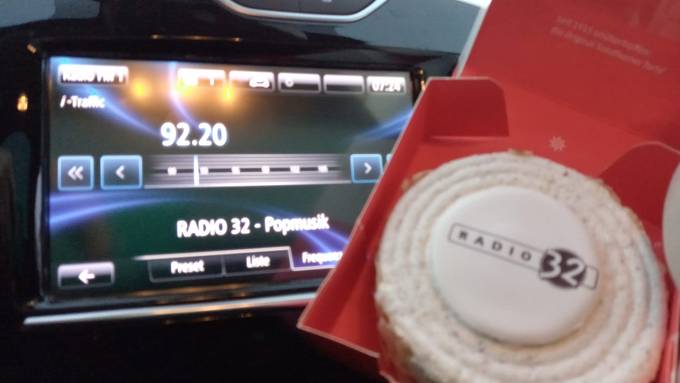 Radio FM 1
07:24
i-Traffic
92.20
RADIO 32 - Popmusik
Preset
Liste
RADIO 32